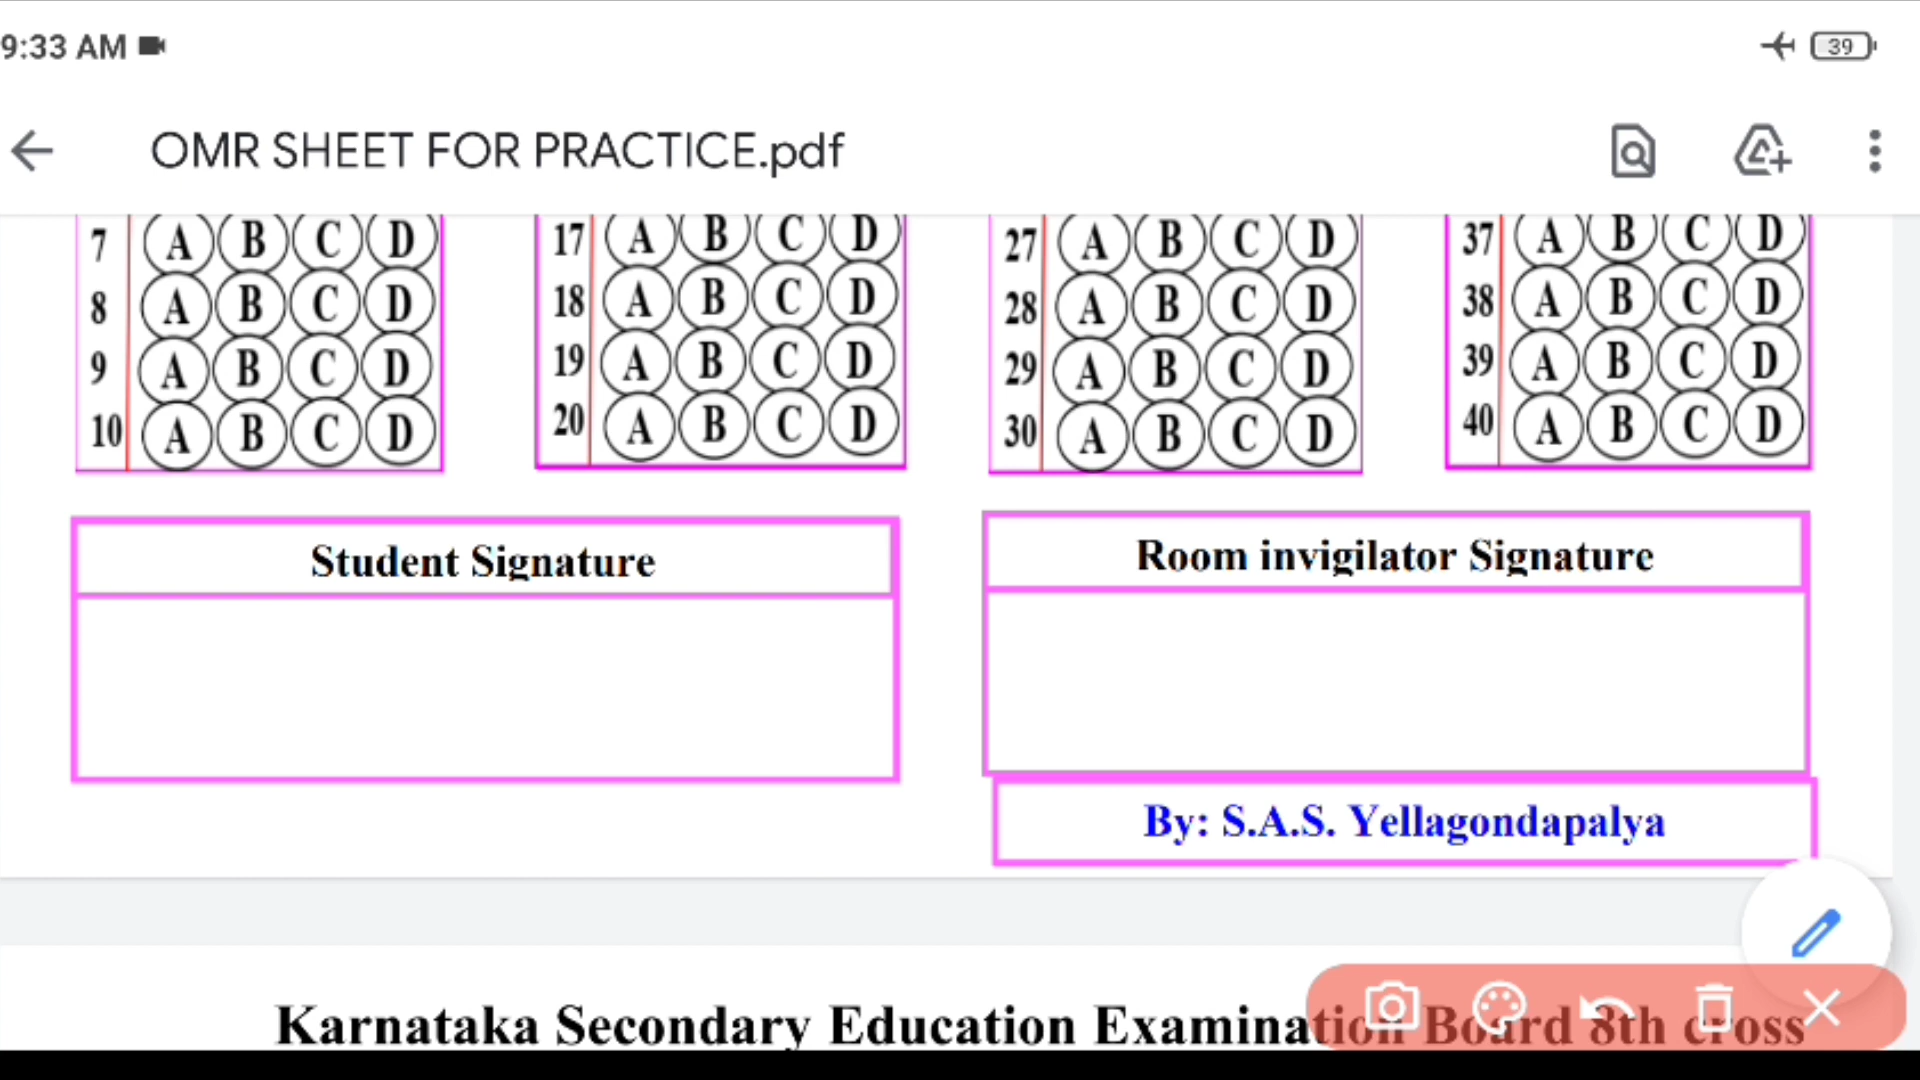 9:33 AM
39
OMR SHEET FOR PRACTICE.pdf
7 A B C D 17 A B C D 27 A B C D 37 A B C D
8 A B C D 18 A B C D 28 A B C D 38 A B C D
9 A B C D 19 A B C D 29 A B C D 39 A B C D
10 A B C D 20 A B C D 30 A B C D 40 A B C D
Student Signature
Room invigilator Signature
By: S.A.S. Yellagondapalya
Karnataka Secondary Education Examination Board 8th cross